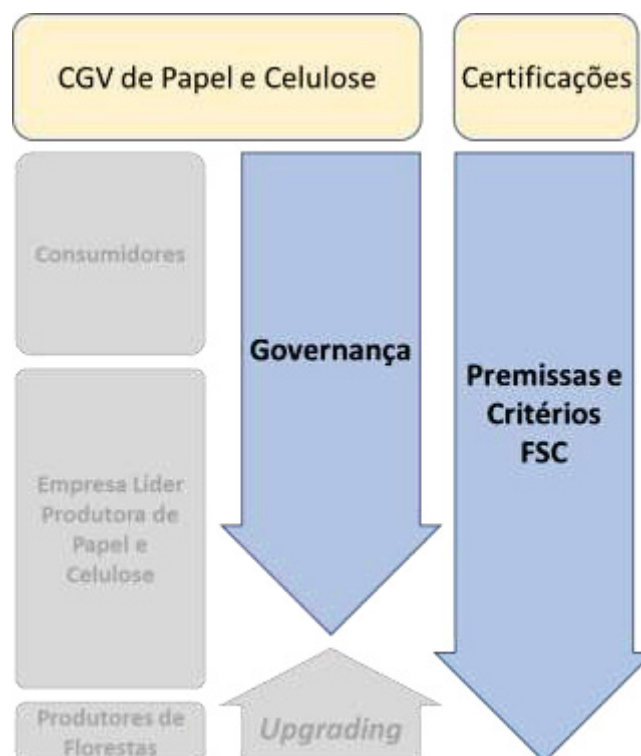 CGV de Papel e Celulose
Certificações
Consumidores
Governança
Premissas e
Critérios
FSC
Empresa Líder
Produtora de
Papel e
Celulose
Produtores de
Florestas
Upgrading